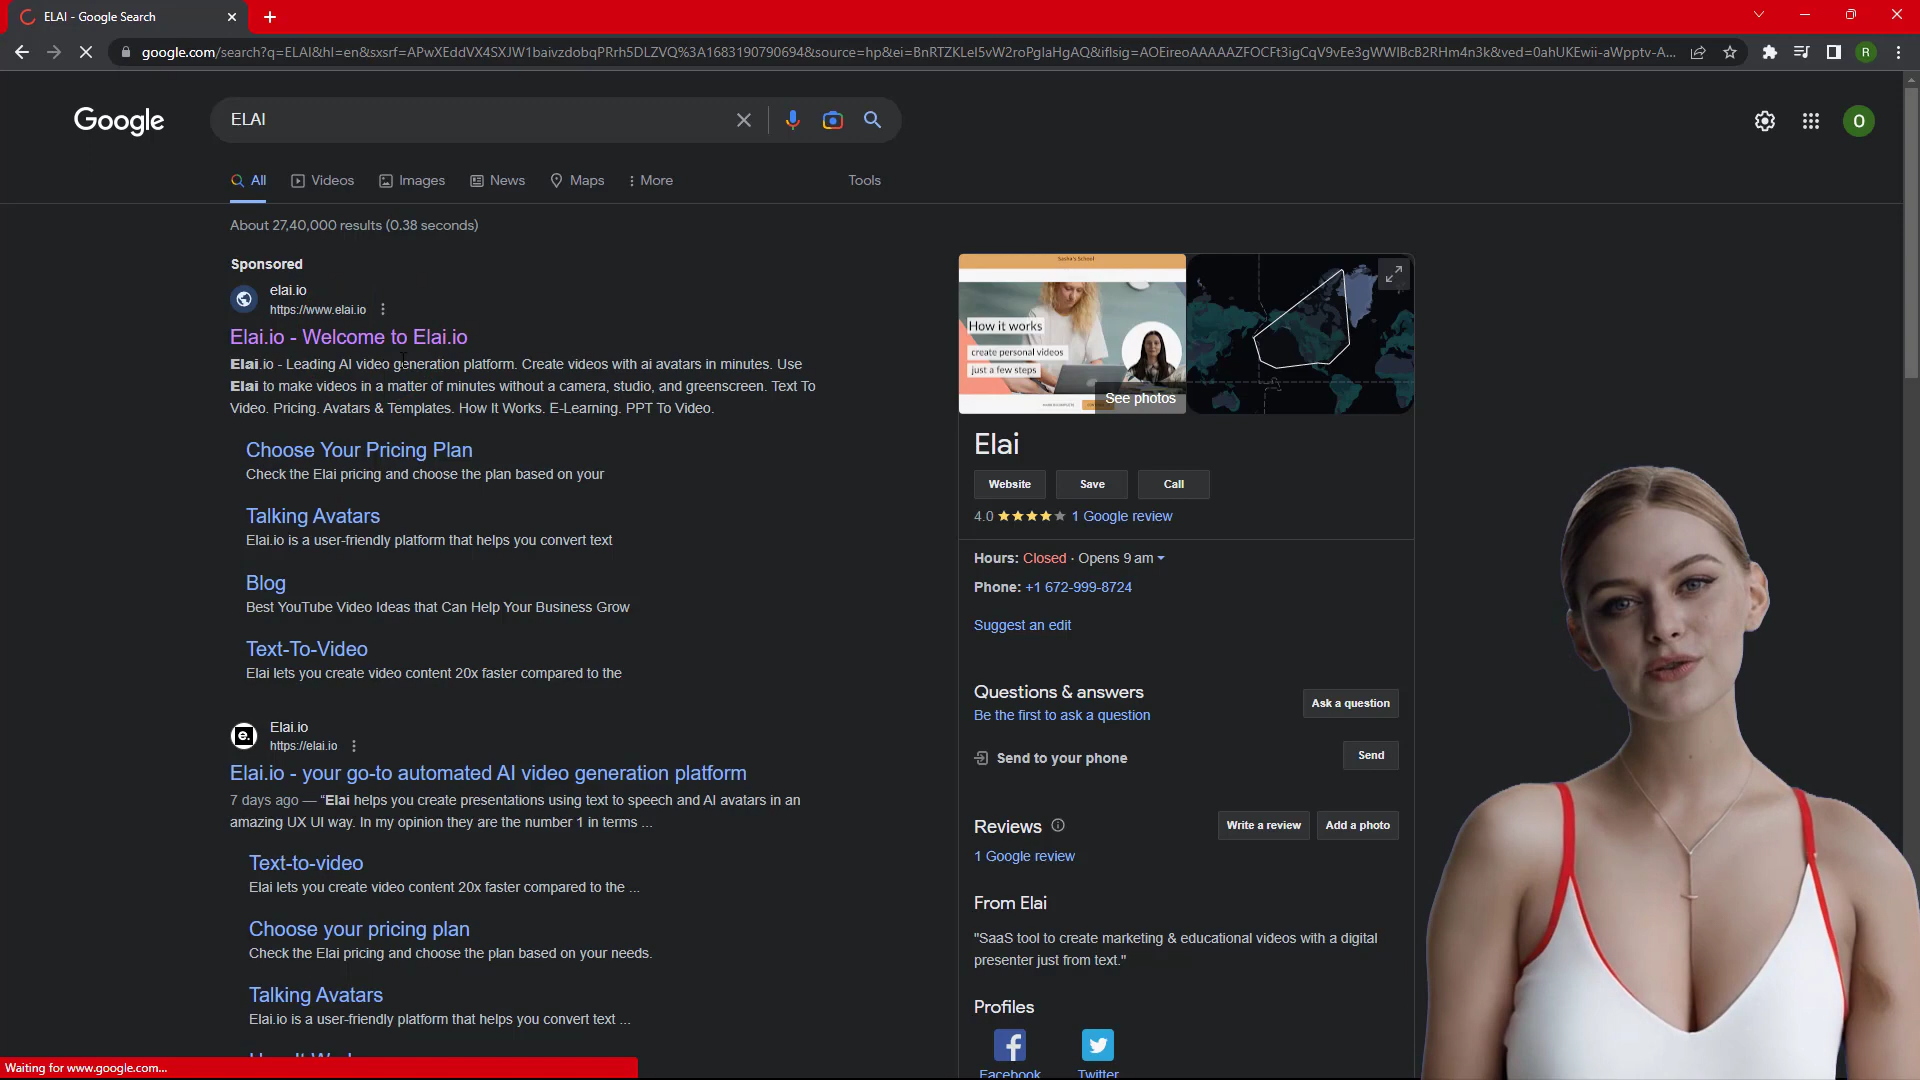 ELAI - Google Search
google.com/search?q=ELAI&hl=en&sxsrf=APwXEddVX4SXJW1baivzdobqPRrh5DLZVQ%3A1683190790694&source=hp&ei=BnRTZKLeI5vW2roPglaHgAQ&iflsig=AOEireoAAAAAZFOCFt3igCqV9vEe3gWWIBcB2RHm4n3k&ved=0ahUKEwii-aWpptv-A...
R
Google
ELAI
O
All
Videos
Images
News
Maps
More
Tools
About 27,40,000 results (0.38 seconds)
Sponsored
elai.io
https://www.elai.io
Elai.io - Welcome to Elai.io
Elai.io - Leading AI video generation platform. Create videos with ai avatars in minutes. Use
Elai to make videos in a matter of minutes without a camera, studio, and greenscreen. Text To
Video. Pricing. Avatars & Templates. How It Works. E-Learning. PPT To Video.
Choose Your Pricing Plan
Check the Elai pricing and choose the plan based on your
Talking Avatars
Elai.io is a user-friendly platform that helps you convert text
Blog
Best YouTube Video Ideas that Can Help Your Business Grow
Text-To-Video
Elai lets you create video content 20x faster compared to the
e.
Elai.io
https://elai.io
Elai.io - your go-to automated AI video generation platform
7 days ago — "Elai helps you create presentations using text to speech and AI avatars in an
amazing UX UI way. In my opinion they are the number 1 in terms ...
Text-to-video
Elai lets you create video content 20x faster compared to the ...
Choose your pricing plan
Check the Elai pricing and choose the plan based on your needs.
Talking Avatars
Elai.io is a user-friendly platform that helps you convert text ...
Waiting for www.google.com...
Saska's School
How it works
create personal videos
just a few steps
See photos
Elai
Website
Save
Call
4.0
1 Google review
Hours: Closed · Opens 9 am
Phone: +1 672-999-8724
Suggest an edit
Questions & answers
Be the first to ask a question
Ask a question
Send to your phone
Send
Reviews
Write a review
Add a photo
1 Google review
From Elai
"SaaS tool to create marketing & educational videos with a digital
presenter just from text."
Profiles
Facebook
Twitter